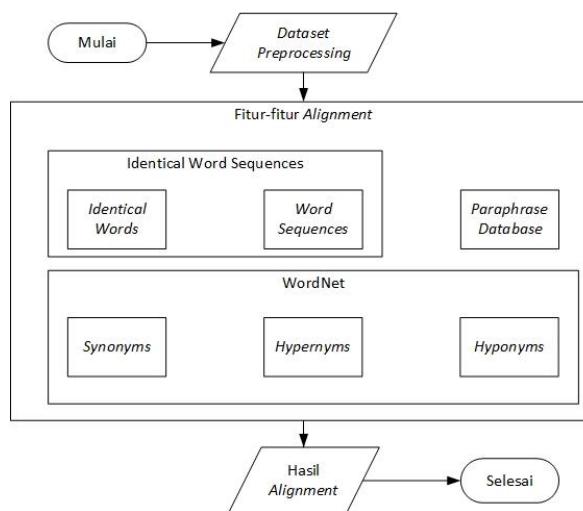 Mulai
Dataset
Preprocessing
Fitur-fitur Alignment
Identical Word Sequences
Identical
Words
Word
Sequences
Paraphrase
Database
WordNet
Synonyms
Hypernyms
Hyponyms
Hasil
Alignment
Selesai